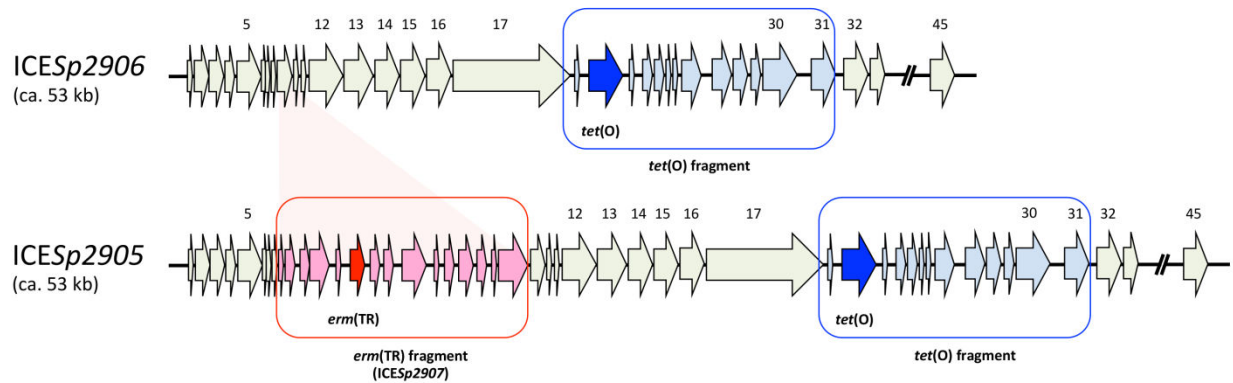 5 12 13 14 15 16 17 30 31 32 45
ICESp2906
(ca. 53 kb)
tet(O)
tet(O) fragment
5 12 13 14 15 16 17 30 31 32 45
ICESp2905
(ca. 53 kb)
erm(TR)
tet(O)
erm(TR) fragment
(ICESp2907)
tet(O) fragment